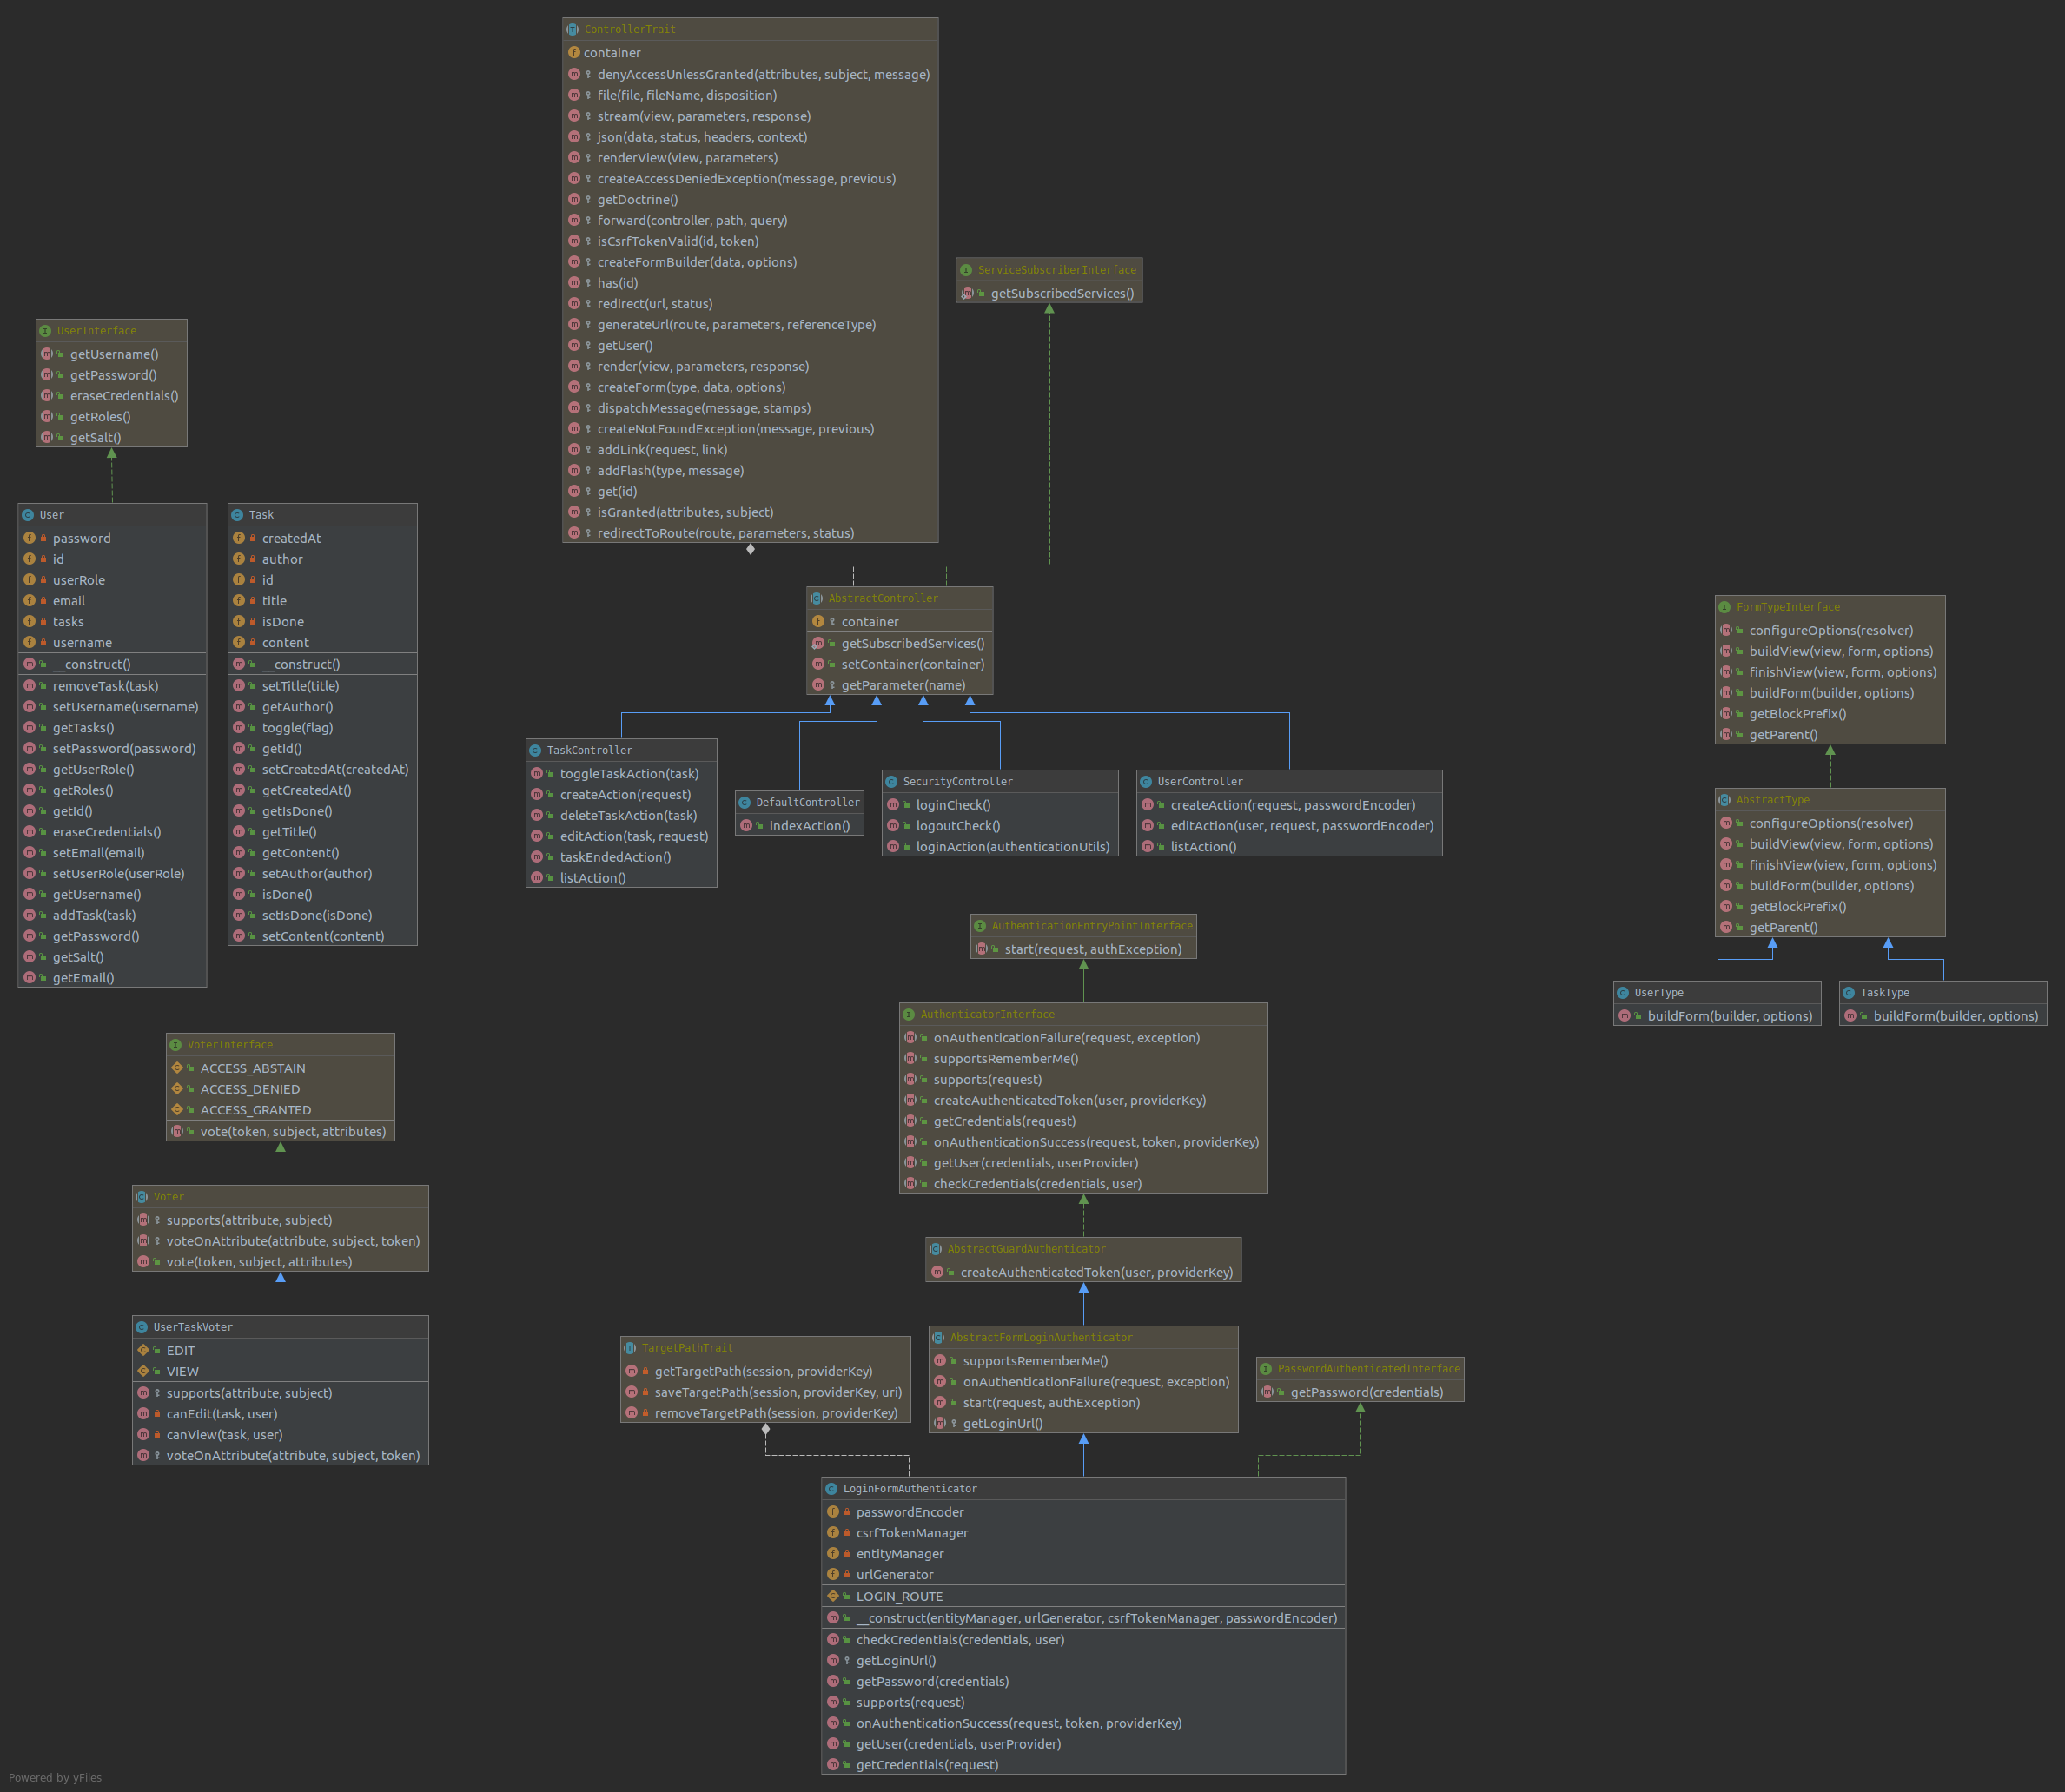 ControllerTrait
container
denyAccessUnlessGranted(attributes, subject, message)
file(file, fileName, disposition)
stream(view, parameters, response)
json(data, status, headers, context)
renderView(view, parameters)
createAccessDeniedException(message, previous)
getDoctrine()
forward(controller, path, query)
isCsrfTokenValid(id, token)
createFormBuilder(data, options)
has(id)
redirect(url, status)
generateUrl(route, parameters, referenceType)
getUser()
render(view, parameters, response)
createForm(type, data, options)
dispatchMessage(message, stamps)
createNotFoundException(message, previous)
addLink(request, link)
addFlash(type, message)
get(id)
isGranted(attributes, subject)
redirectToRoute(route, parameters, status)
ServiceSubscriberInterface
getSubscribedServices()
UserInterface
getUsername()
getPassword()
eraseCredentials()
getRoles()
getSalt()
User
password
id
userRole
email
tasks
username
__construct()
removeTask(task)
setUsername(username)
getTasks()
setPassword(password)
getUserRole()
getRoles()
getId()
eraseCredentials()
setEmail(email)
setUserRole(userRole)
getUsername()
addTask(task)
getPassword()
getSalt()
getEmail()
Task
createdAt
author
id
title
isDone
content
__construct()
setTitle(title)
getAuthor()
toggle(flag)
getId()
setCreatedAt(createdAt)
getCreatedAt()
getIsDone()
getTitle()
getContent()
setAuthor(author)
isDone()
setIsDone(isDone)
setContent(content)
AbstractController
container
getSubscribedServices()
setContainer(container)
getParameter(name)
TaskController
toggleTaskAction(task)
createAction(request)
deleteTaskAction(task)
editAction(task, request)
taskEndedAction()
listAction()
DefaultController
indexAction()
SecurityController
loginCheck()
logoutCheck()
loginAction(authenticationUtils)
UserController
createAction(request, passwordEncoder)
editAction(user, request, passwordEncoder)
listAction()
FormTypeInterface
configureOptions(resolver)
buildView(view, form, options)
finishView(view, form, options)
buildForm(builder, options)
getBlockPrefix()
getParent()
AbstractType
configureOptions(resolver)
buildView(view, form, options)
finishView(view, form, options)
buildForm(builder, options)
getBlockPrefix()
getParent()
UserType
buildForm(builder, options)
TaskType
buildForm(builder, options)
AuthenticationEntryPointInterface
start(request, authException)
AuthenticatorInterface
onAuthenticationFailure(request, exception)
supportsRememberMe()
supports(request)
createAuthenticatedToken(user, providerKey)
getCredentials(request)
onAuthenticationSuccess(request, token, providerKey)
getUser(credentials, userProvider)
checkCredentials(credentials, user)
VoterInterface
ACCESS_ABSTAIN
ACCESS_DENIED
ACCESS_GRANTED
vote(token, subject, attributes)
Voter
supports(attribute, subject)
voteOnAttribute(attribute, subject, token)
vote(token, subject, attributes)
UserTaskVoter
EDIT
VIEW
supports(attribute, subject)
canEdit(task, user)
canView(task, user)
voteOnAttribute(attribute, subject, token)
AbstractGuardAuthenticator
createAuthenticatedToken(user, providerKey)
TargetPathTrait
getTargetPath(session, providerKey)
saveTargetPath(session, providerKey, uri)
removeTargetPath(session, providerKey)
AbstractFormLoginAuthenticator
supportsRememberMe()
onAuthenticationFailure(request, exception)
start(request, authException)
getLoginUrl()
PasswordAuthenticatedInterface
getPassword(credentials)
LoginFormAuthenticator
passwordEncoder
csrfTokenManager
entityManager
urlGenerator
LOGIN_ROUTE
__construct(entityManager, urlGenerator, csrfTokenManager, passwordEncoder)
checkCredentials(credentials, user)
getLoginUrl()
getPassword(credentials)
supports(request)
onAuthenticationSuccess(request, token, providerKey)
getUser(credentials, userProvider)
getCredentials(request)
Powered by yFiles